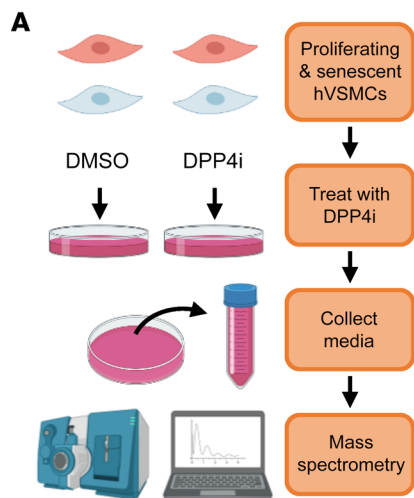 A
Proliferating
& senescent
hVSMCs
DMSO
DPP4i
Treat with
DPP4i
Collect
media
Mass
spectrometry